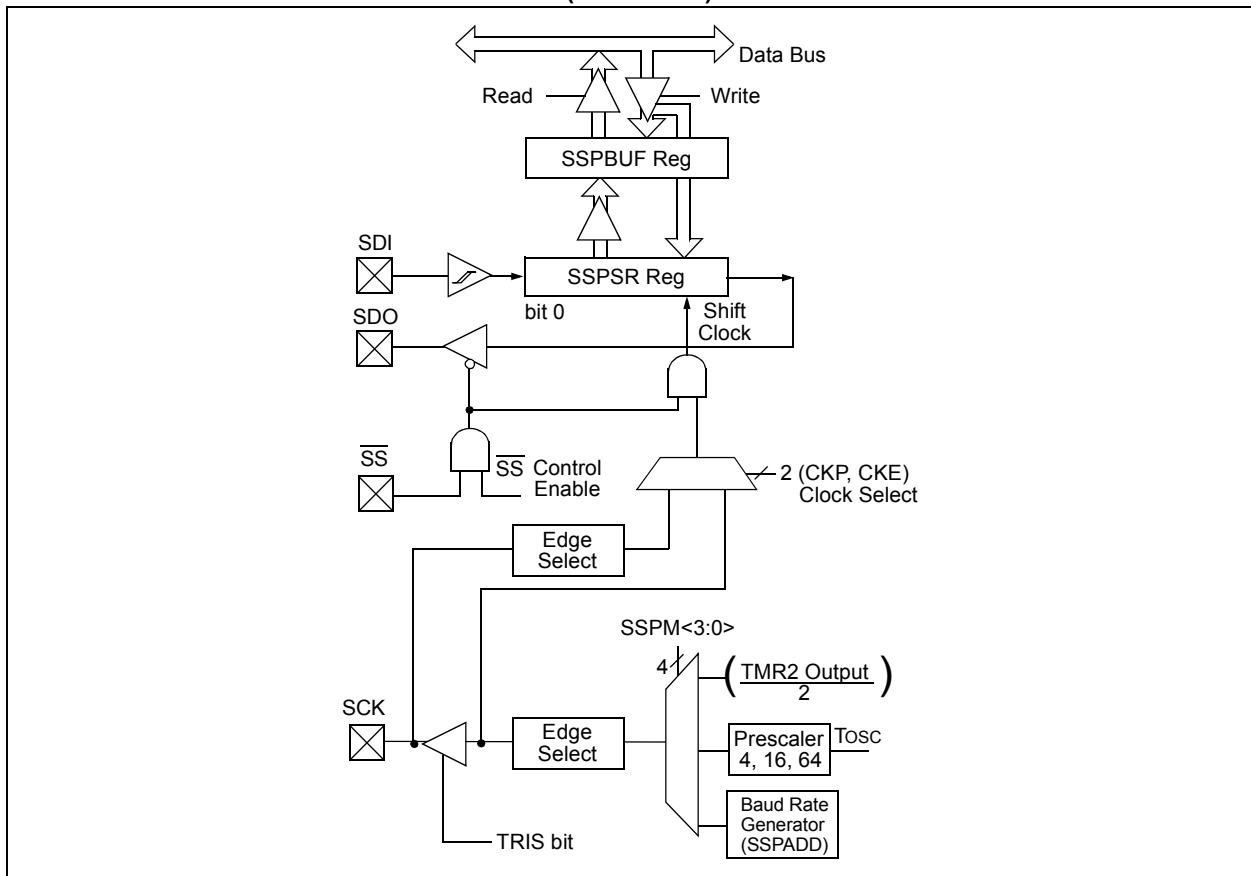 Data Bus
Read
Write
SSPBUF Reg
SDI
SSPSR Reg
bit 0
Shift
Clock
SDO
SS
SS Control
Enable
2 (CKP, CKE)
Clock Select
Edge
Select
SSPM<3:0>
4
( TMR2 Output )
2
SCK
Edge
Select
Prescaler
4, 16, 64
TOSC
Baud Rate
Generator
(SSPADD)
TRIS bit